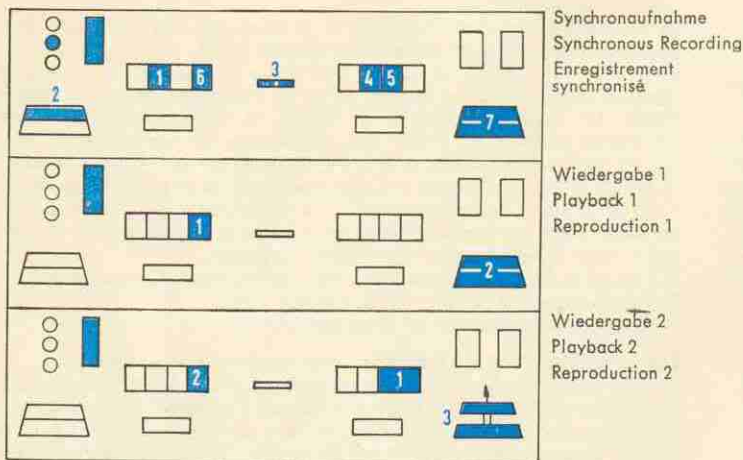 Synchronaufnahme
Synchronous Recording
Enregistrement
synchronisé
2
1 6
3
4 5
7
Wiedergabe 1
Playback 1
Reproduction 1
1
2
Wiedergabe 2
Playback 2
Reproduction 2
2
1
3